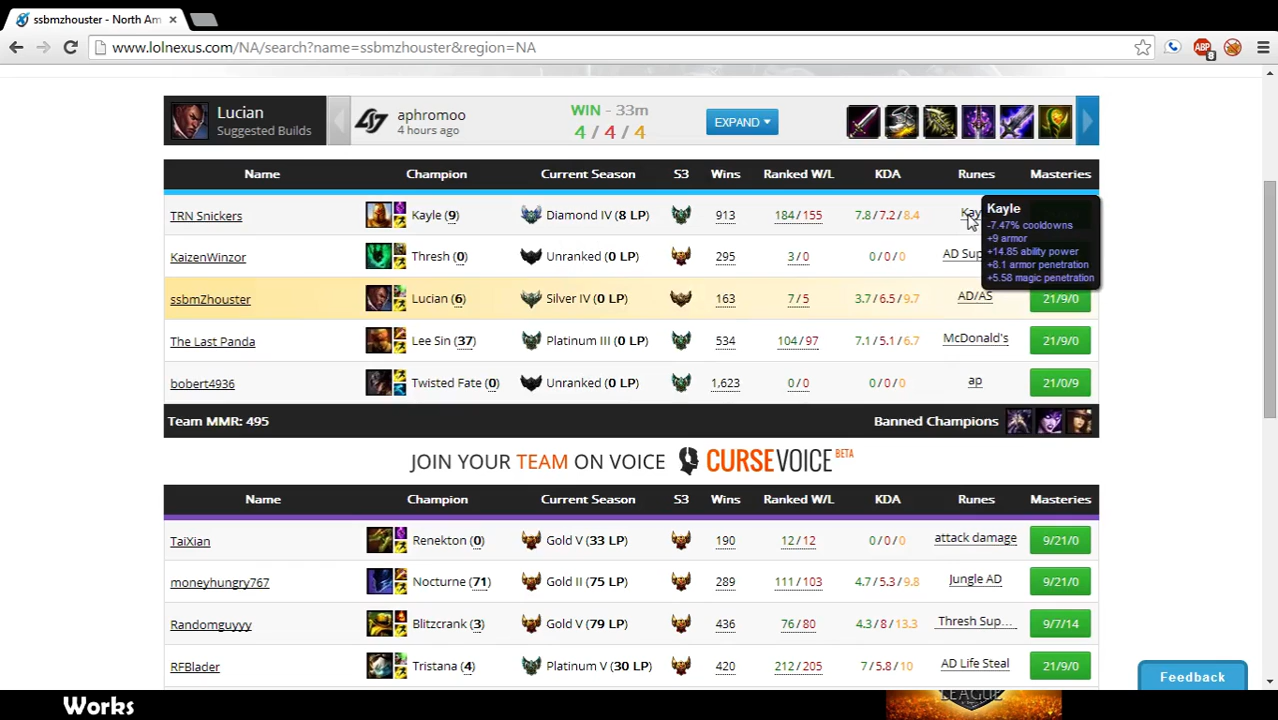 ssbmzhouster - North Am
www.lolnexus.com/NA/search?name=ssbmzhouster&region=NA
ABP
8
Lucian
Suggested Builds
aphromoo
4 hours ago
WIN - 33m
4 / 4 / 4
EXPAND
Name Champion Current Season S3 Wins Ranked W/L KDA Runes Masteries
TRN Snickers Kayle (9) Diamond IV (8 LP) 913 184 / 155 7.8 / 7.2 / 8.4 Kay
Kayle
-7.47% cooldowns
+9 armor
+14.85 ability power
+8.1 armor penetration
+5.58 magic penetration
KaizenWinzor Thresh (0) Unranked (0 LP) 295 3 / 0 0 / 0 / 0 AD Sup
ssbmZhouster Lucian (6) Silver IV (0 LP) 163 7 / 5 3.7 / 6.5 / 9.7 AD/AS 21/9/0
The Last Panda Lee Sin (37) Platinum III (0 LP) 534 104 / 97 7.1 / 5.1 / 6.7 McDonald's 21/9/0
bobert4936 Twisted Fate (0) Unranked (0 LP) 1,623 0 / 0 0 / 0 / 0 ap 21/0/9
Team MMR: 495 Banned Champions
JOIN YOUR TEAM ON VOICE CURSEVOICE BETA
Name Champion Current Season S3 Wins Ranked W/L KDA Runes Masteries
TaiXian Renekton (0) Gold V (33 LP) 190 12 / 12 0 / 0 / 0 attack damage 9/21/0
moneyhungry767 Nocturne (71) Gold II (75 LP) 289 111 / 103 4.7 / 5.3 / 9.8 Jungle AD 9/21/0
Randomguyyy Blitzcrank (3) Gold V (79 LP) 436 76 / 80 4.3 / 8 / 13.3 Thresh Sup... 9/7/14
RFBlader Tristana (4) Platinum V (30 LP) 420 212 / 205 7 / 5.8 / 10 AD Life Steal 21/9/0
Feedback
Works
LEAGUE